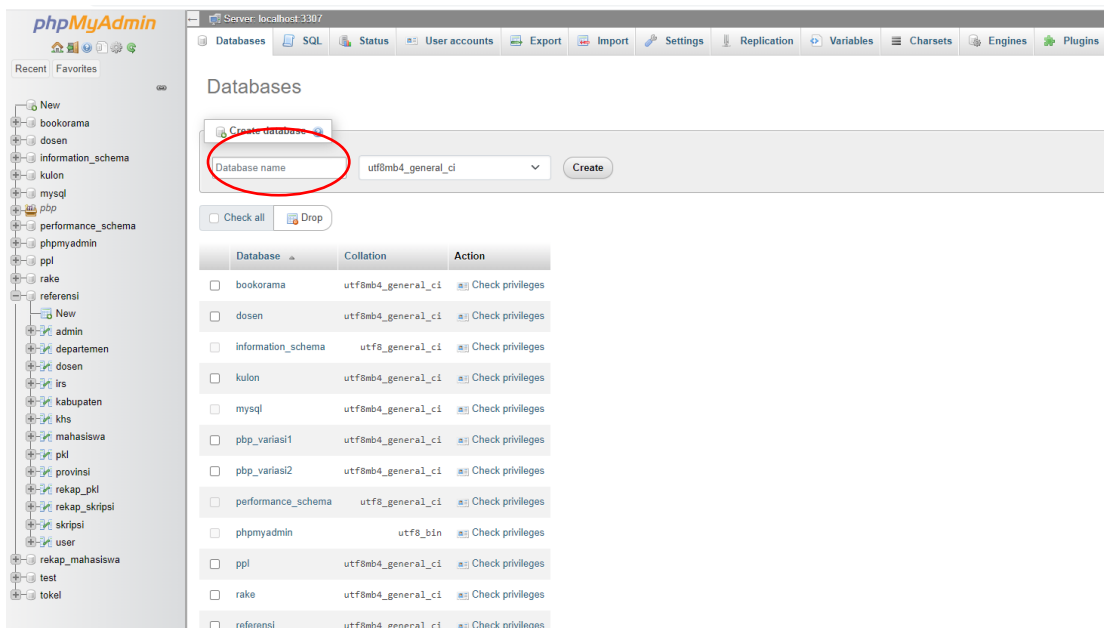 phpMyAdmin
Recent Favorites
New
bookorama
dosen
information_schema
kulon
mysql
pbp
performance_schema
phpmyadmin
ppl
rake
referensi
New
admin
departemen
dosen
irs
kabupaten
khs
mahasiswa
pkl
provinsi
rekap_pkl
rekap_skripsi
skripsi
user
rekap_mahasiswa
test
tokel
Server: localhost:3307
Databases SQL Status User accounts Export Import Settings Replication Variables Charsets Engines Plugins
Databases
Create database
Database name utf8mb4_general_ci Create
Check all Drop
Database Collation Action
bookorama utf8mb4_general_ci Check privileges
dosen utf8mb4_general_ci Check privileges
information_schema utf8_general_ci Check privileges
kulon utf8mb4_general_ci Check privileges
mysql utf8mb4_general_ci Check privileges
pbp_variasi1 utf8mb4_general_ci Check privileges
pbp_variasi2 utf8mb4_general_ci Check privileges
performance_schema utf8_general_ci Check privileges
phpmyadmin utf8_bin Check privileges
ppl utf8mb4_general_ci Check privileges
rake utf8mb4_general_ci Check privileges
referensi utf8mb4_general_ci Check privileges